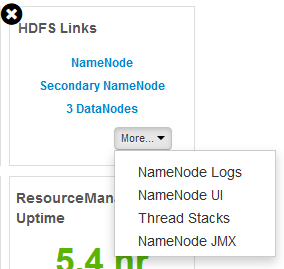 HDFS Links
NameNode
Secondary NameNode
3 DataNodes
More...
NameNode Logs
NameNode UI
Thread Stacks
NameNode JMX
Uptime
5.4 hr